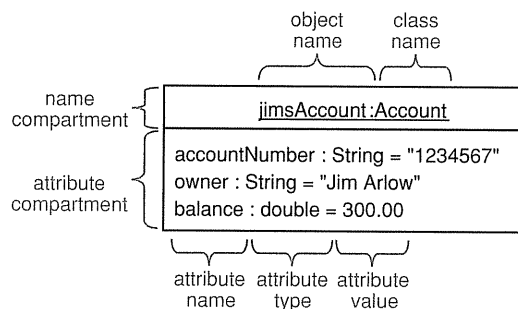 object name
class name
name compartment
jimsAccount:Account
attribute compartment
accountNumber : String = "1234567"
owner : String = "Jim Arlow"
balance : double = 300.00
attribute name
attribute type
attribute value